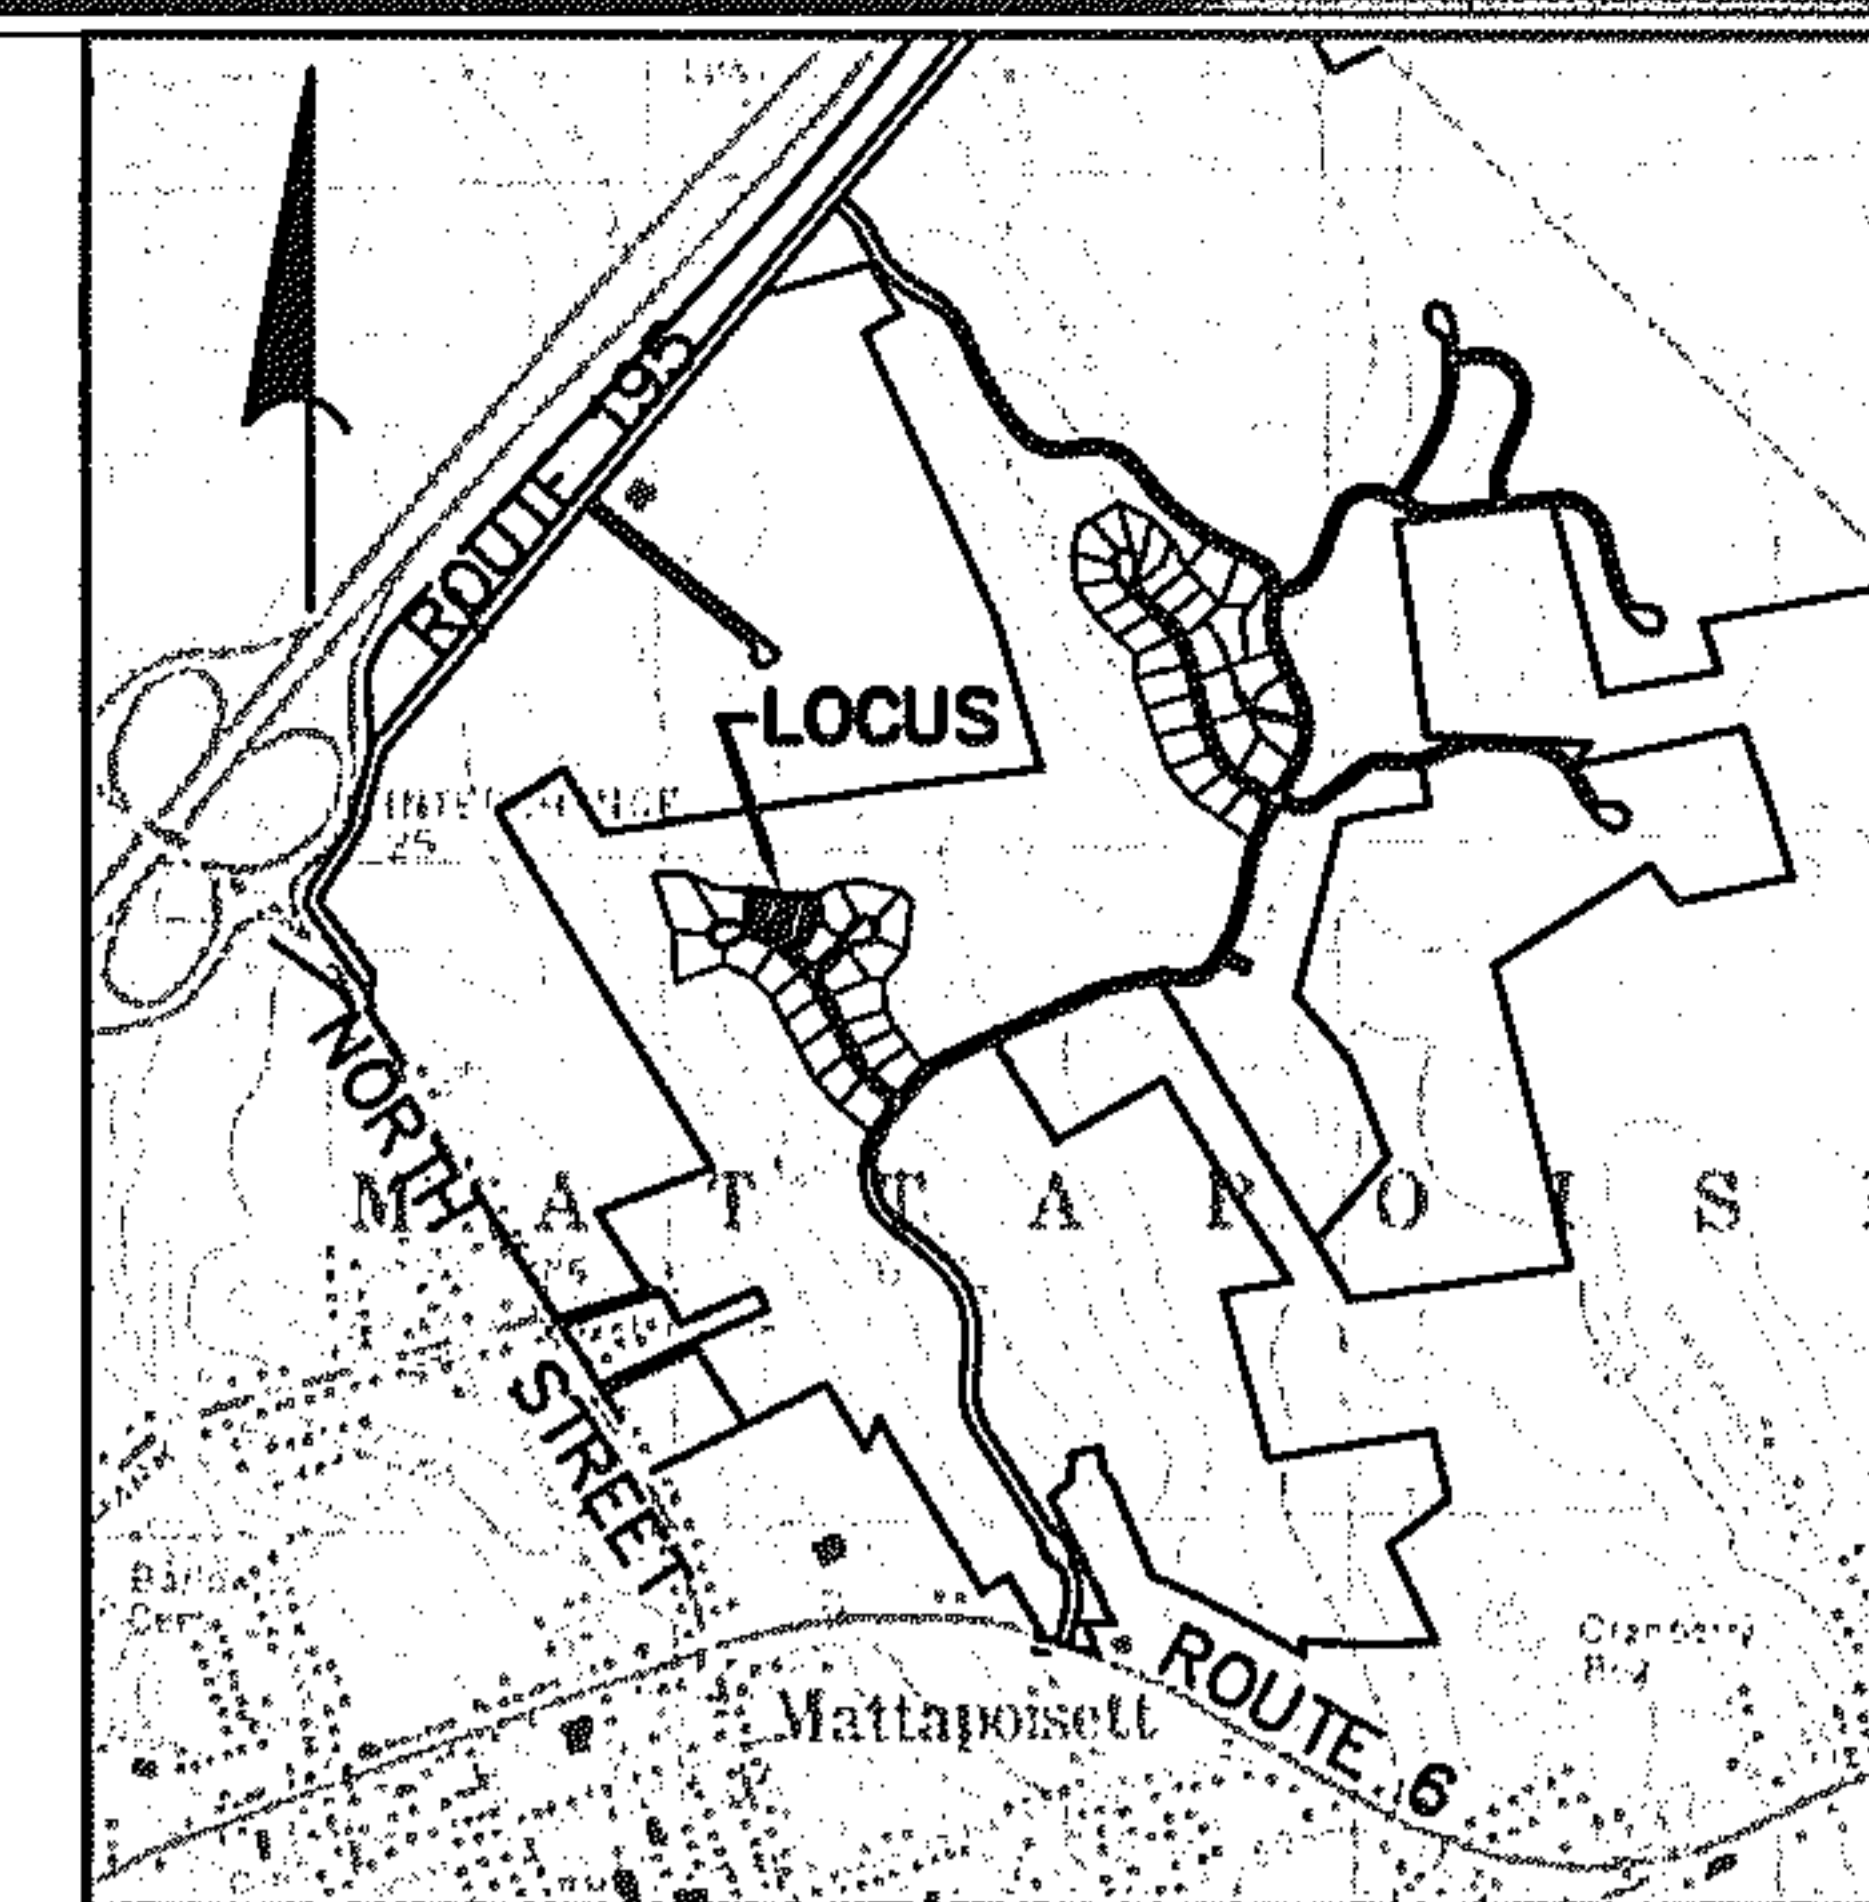 ROUTE 195
LOCUS
NORTH
STREET
M A T T A P O I S
Mattapoisett
ROUTE 6